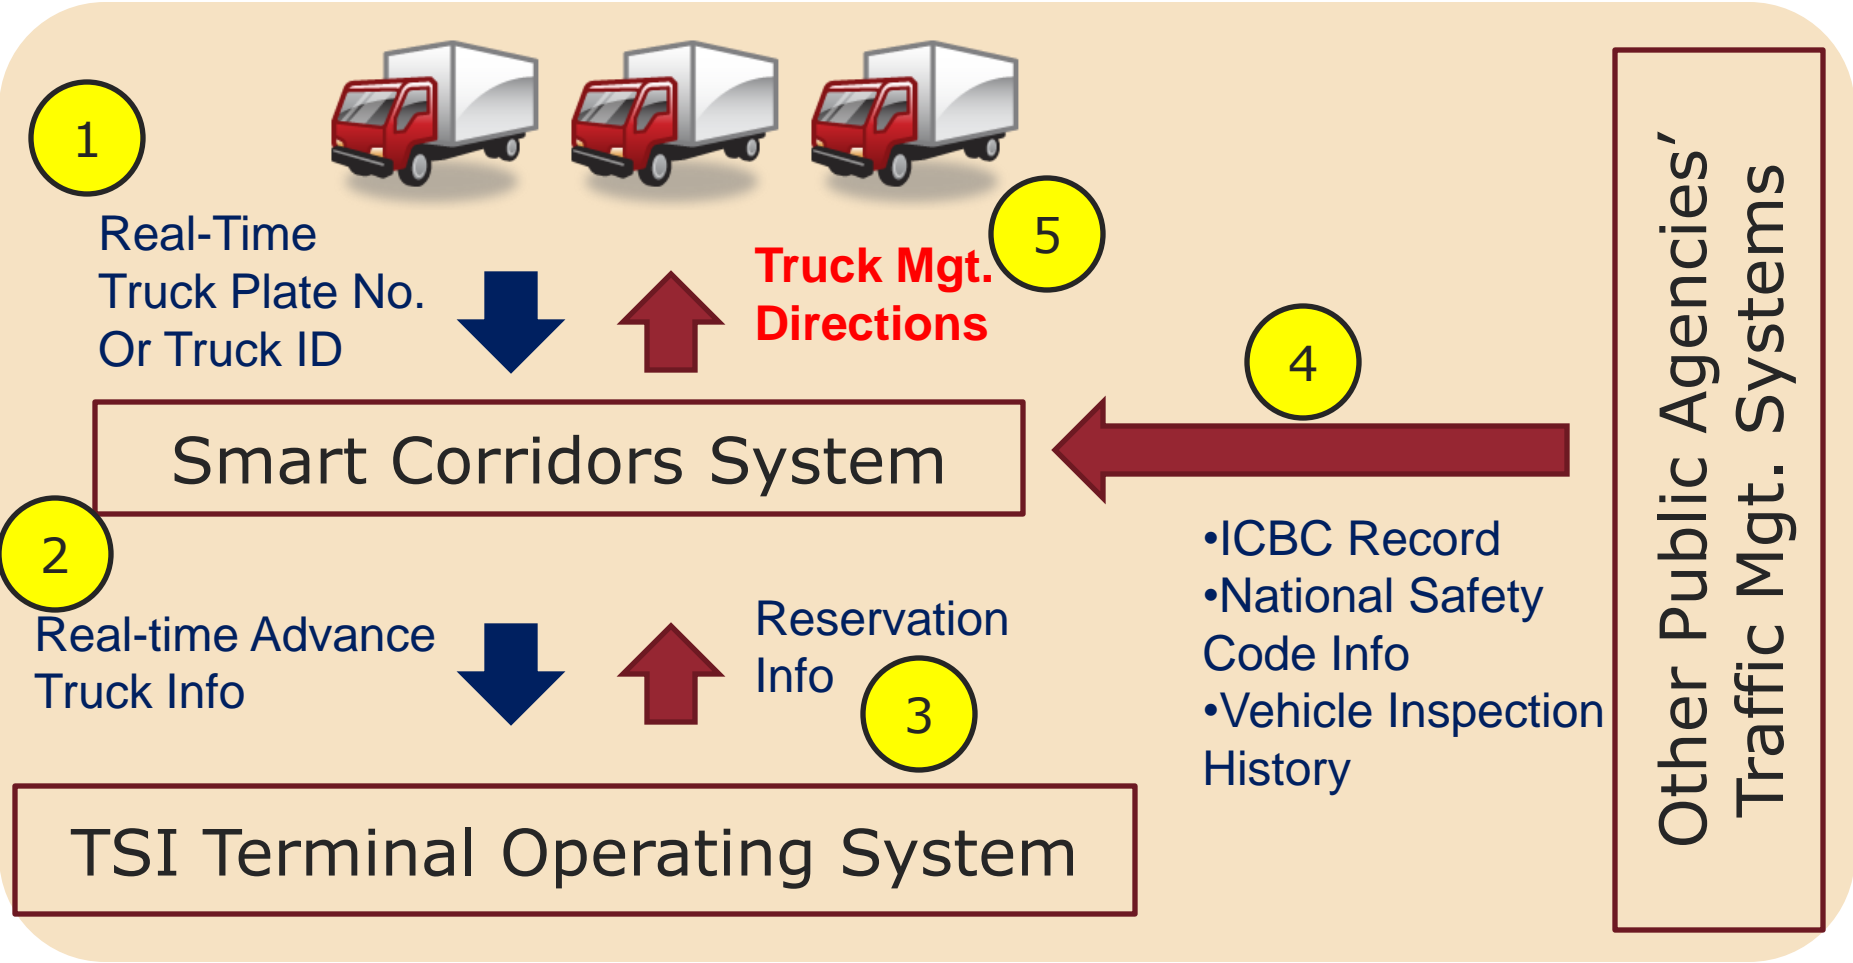 1
Real-Time
Truck Plate No.
Or Truck ID
5
Truck Mgt.
Directions
Smart Corridors System
4
•ICBC Record
•National Safety
Code Info
•Vehicle Inspection
History
2
Real-time Advance
Truck Info
Reservation
Info
3
TSI Terminal Operating System
Other Public Agencies’
Traffic Mgt. Systems